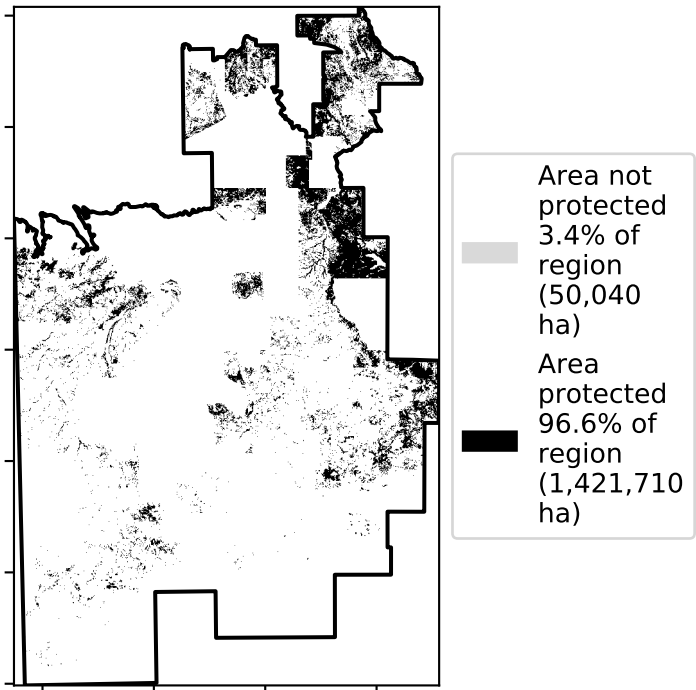 Area not
protected
3.4% of
region
(50,040
ha)
Area
protected
96.6% of
region
(1,421,710
ha)